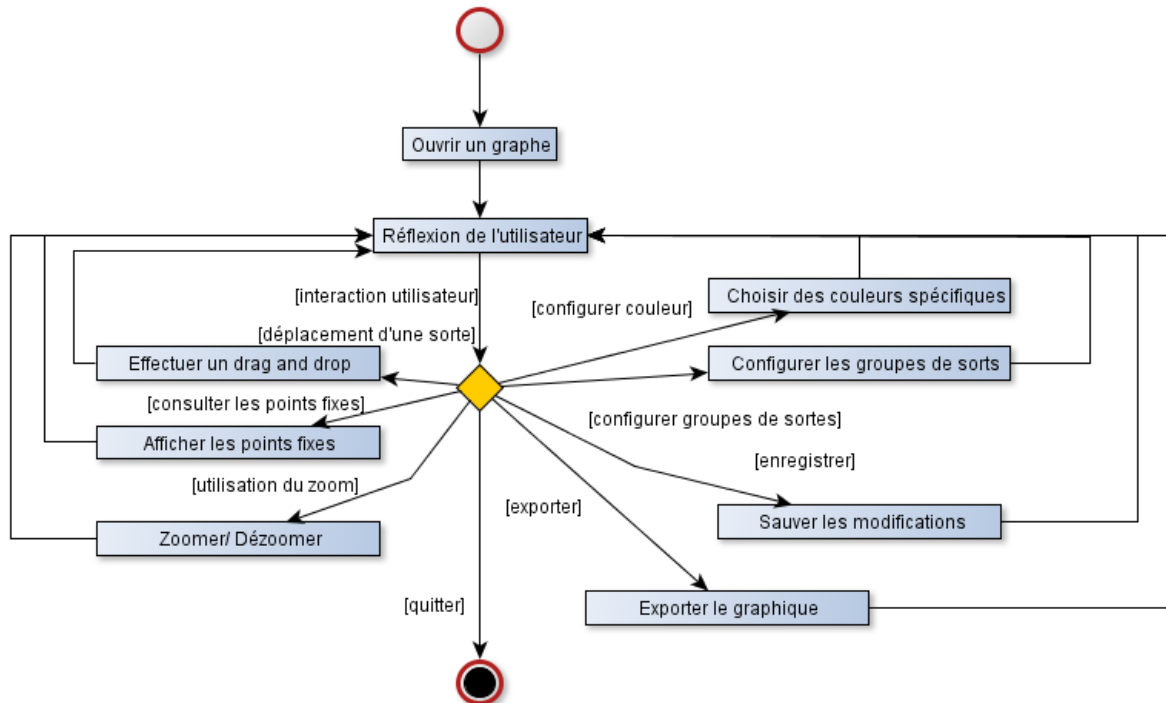 Ouvrir un graphe
Réflexion de l'utilisateur
[interaction utilisateur]
[configurer couleur]
Choisir des couleurs spécifiques
[déplacement d'une sorte]
Effectuer un drag and drop
Configurer les groupes de sorts
[consulter les points fixes]
[configurer groupes de sortes]
Afficher les points fixes
[enregistrer]
[utilisation du zoom]
[exporter]
Sauver les modifications
Zoomer/ Dézoomer
[quitter]
Exporter le graphique